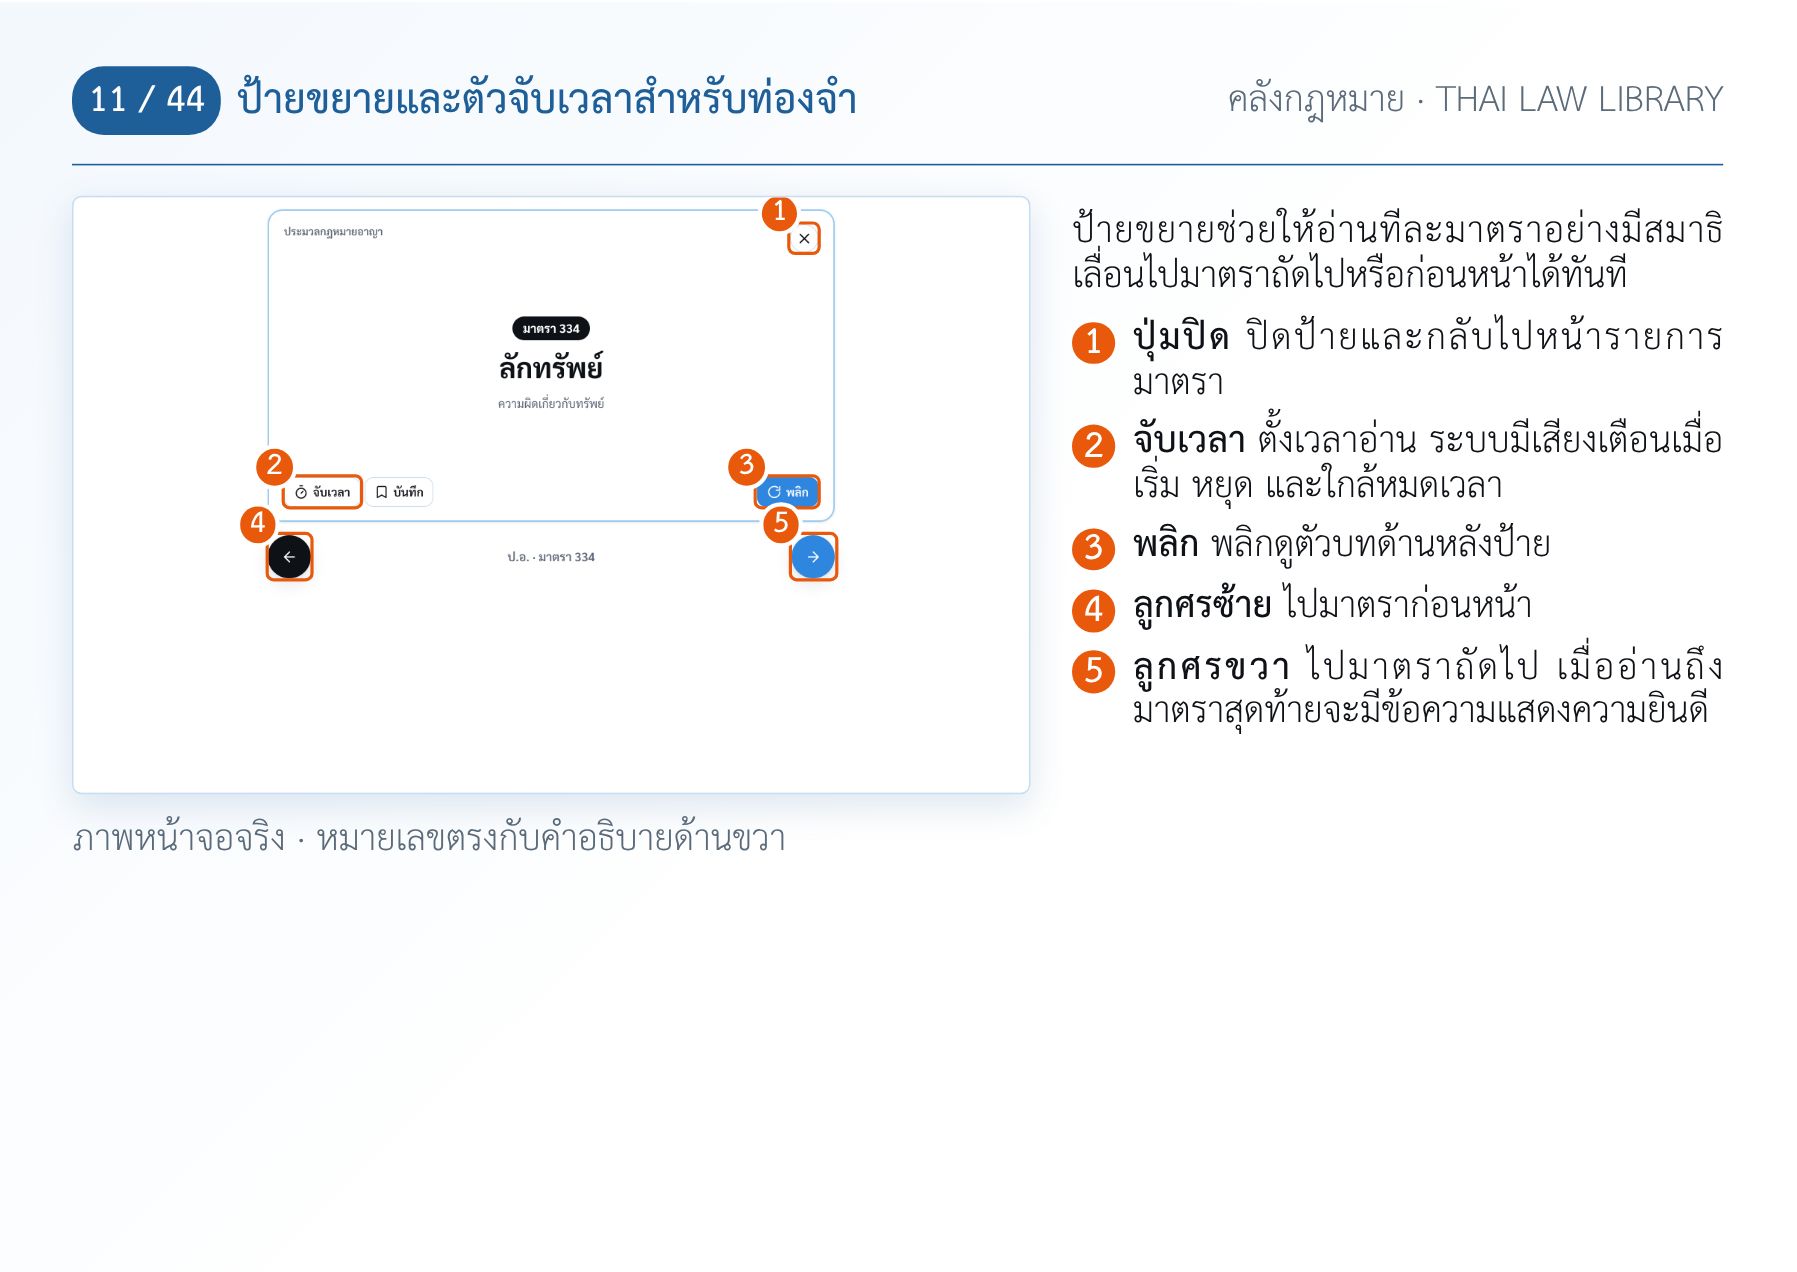 11 / 44 ป้ายขยายและตัวจับเวลาสำหรับท่องจำ
คลังกฎหมาย · THAI LAW LIBRARY
1
ประมวลกฎหมายอาญา
มาตรา 334
ลักทรัพย์
ความผิดเกี่ยวกับทรัพย์
2
3
จับเวลา
บันทึก
พลิก
4
5
ป.อ. · มาตรา 334
ภาพหน้าจอจริง · หมายเลขตรงกับคำอธิบายด้านขวา
ป้ายขยายช่วยให้อ่านทีละมาตราอย่างมีสมาธิ
เลื่อนไปมาตราถัดไปหรือก่อนหน้าได้ทันที
1 ปุ่มปิด ปิดป้ายและกลับไปหน้ารายการ
มาตรา
2 จับเวลา ตั้งเวลาอ่าน ระบบมีเสียงเตือนเมื่อ
เริ่ม หยุด และใกล้หมดเวลา
3 พลิก พลิกดูตัวบทด้านหลังป้าย
4 ลูกศรซ้าย ไปมาตราก่อนหน้า
5 ลูกศรขวา ไปมาตราถัดไป เมื่ออ่านถึง
มาตราสุดท้ายจะมีข้อความแสดงความยินดี